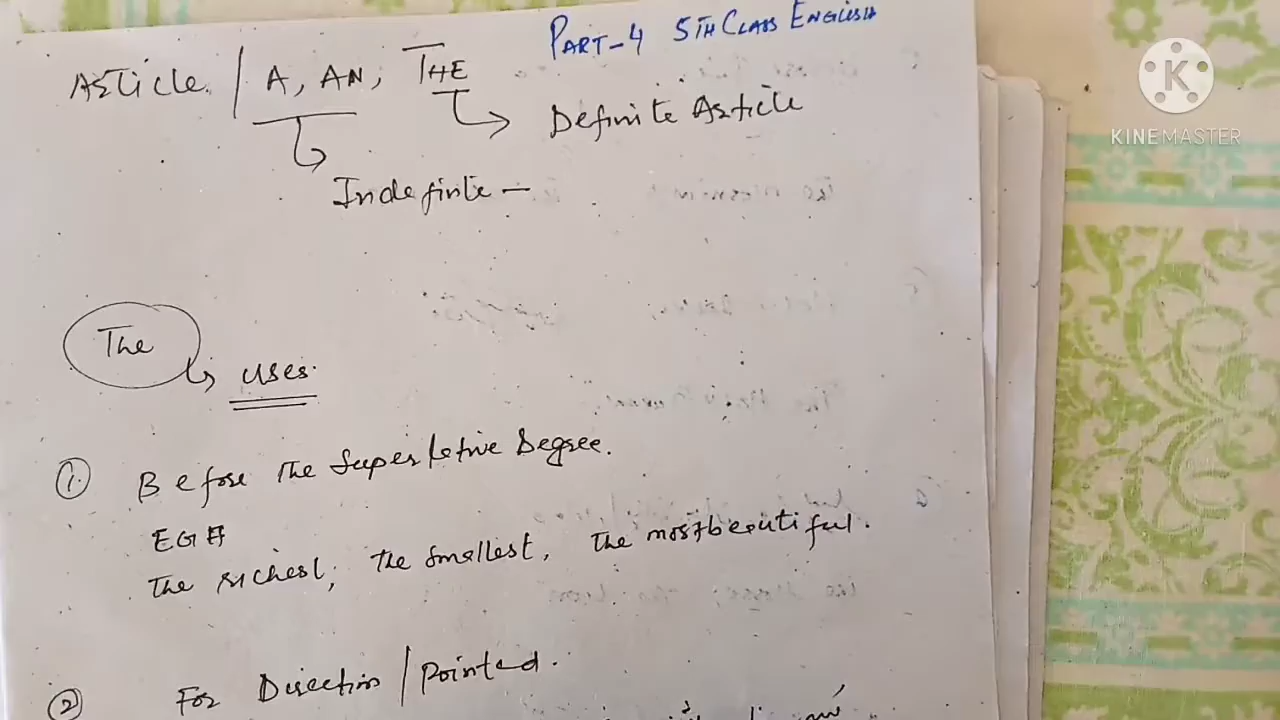 PART-4 5TH CLASS ENGLISH
Article / A, AN, THE
Definite Article
Indefinite —
The
uses.
① Before the Superletive Degree.
EG
The richest, The Smallest, The most beautiful.
② For Direction / Pointed.
K
KINEMASTER